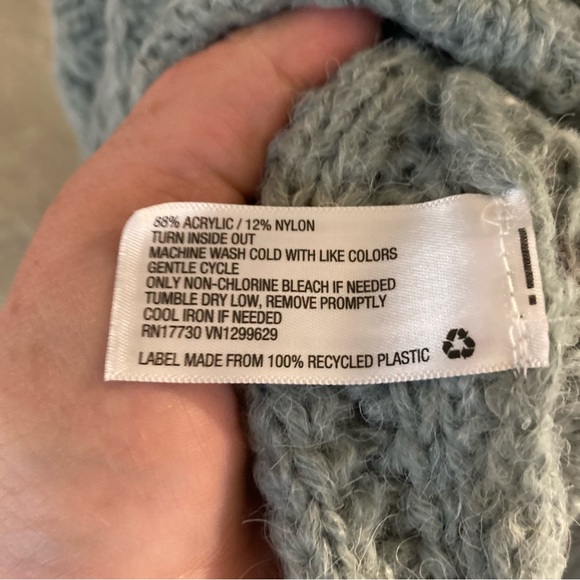 88% ACRYLIC / 12% NYLON
TURN INSIDE OUT
MACHINE WASH COLD WITH LIKE COLORS
GENTLE CYCLE
ONLY NON-CHLORINE BLEACH IF NEEDED
TUMBLE DRY LOW, REMOVE PROMPTLY
COOL IRON IF NEEDED
RN17730 VN1299629
LABEL MADE FROM 100% RECYCLED PLASTIC